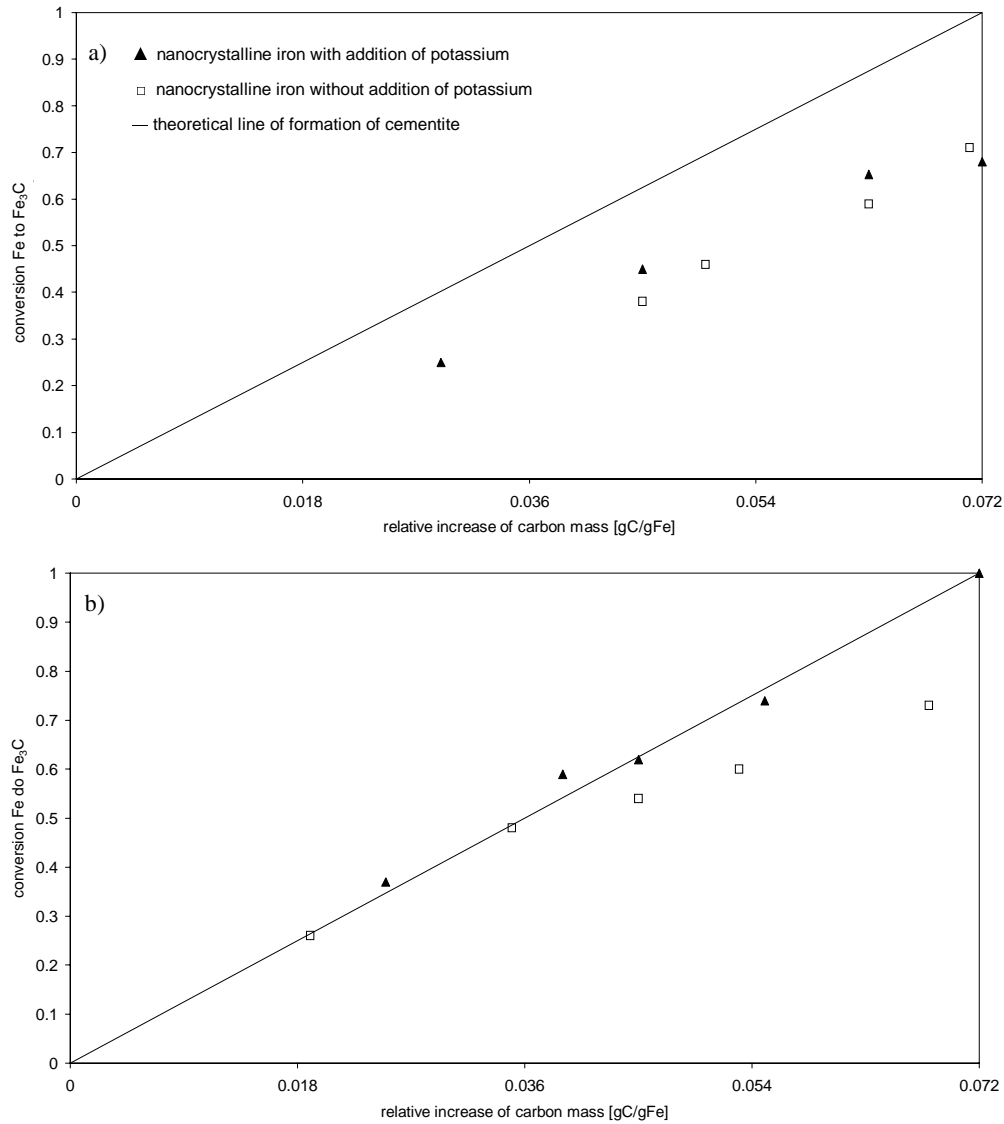 a)
▲ nanocrystalline iron with addition of potassium
□ nanocrystalline iron without addition of potassium
— theoretical line of formation of cementite
conversion Fe to Fe₃C
1
0.9
0.8
0.7
0.6
0.5
0.4
0.3
0.2
0.1
0
0 0.018 0.036 0.054 0.072
relative increase of carbon mass [gC/gFe]
b)
conversion Fe do Fe₃C
1
0.9
0.8
0.7
0.6
0.5
0.4
0.3
0.2
0.1
0
0 0.018 0.036 0.054 0.072
relative increase of carbon mass [gC/gFe]